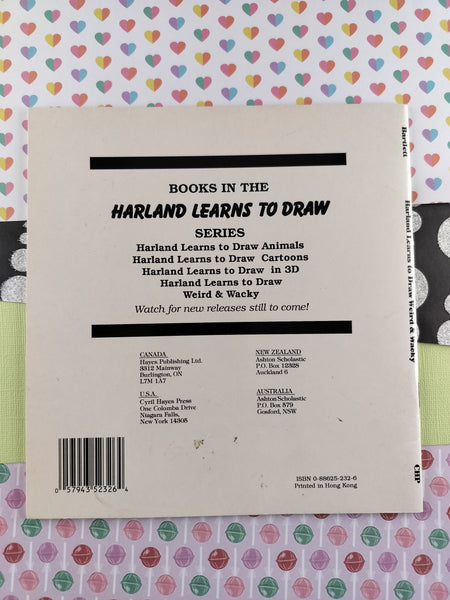 BOOKS IN THE
HARLAND LEARNS TO DRAW
SERIES
Harland Learns to Draw Animals
Harland Learns to Draw Cartoons
Harland Learns to Draw in 3D
Harland Learns to Draw
Weird & Wacky
Watch for new releases still to come!
CANADA
Hayes Publishing Ltd.
3312 Mainway
Burlington, ON
L7M 1A7
U.S.A.
Cyril Hayes Press
One Colomba Drive
Niagara Falls,
New York 14305
NEW ZEALAND
Ashton Scholastic
P.O. Box 12328
Auckland 6
AUSTRALIA
Ashton Scholastic
P.O. Box 579
Gosford, NSW
0 57943 52326 4
ISBN 0-88625-232-6
Printed in Hong Kong
Bartlett Harland Learns to Draw Weird & Wacky CHP